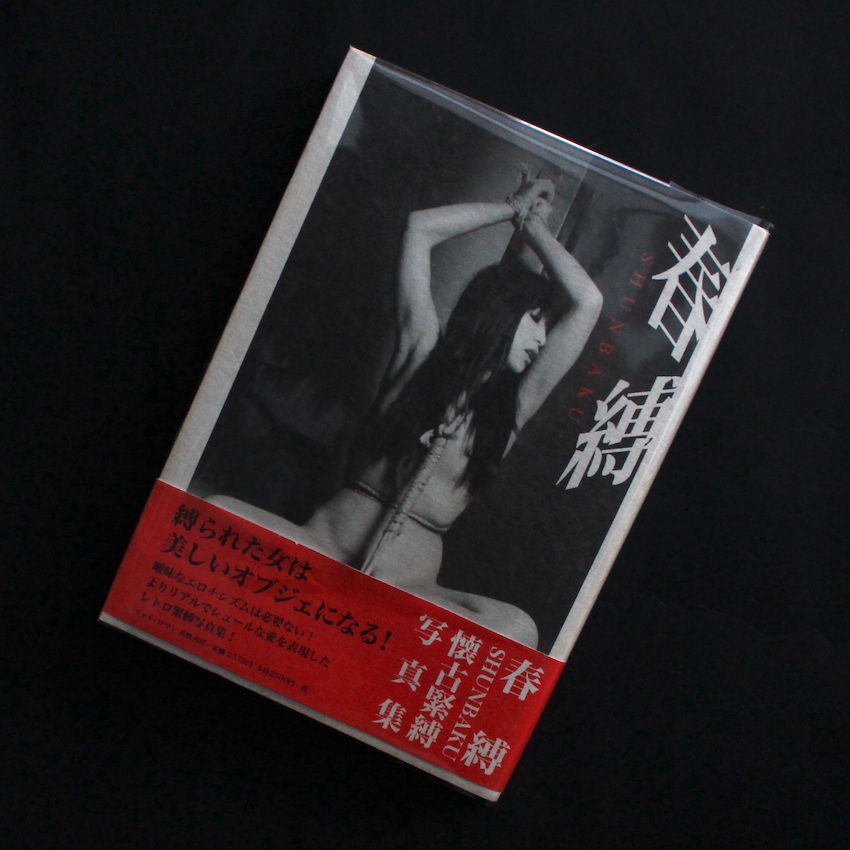 春縛
SHUNBAKU
縛られた女は
美しいオブジェになる!
曖昧なエロチシズムは必要ない!
よりリアルでシュールな愛を表現した
レトロ緊縛写真集!
春縛
SHUNBAKU
懐古緊縛
写真集